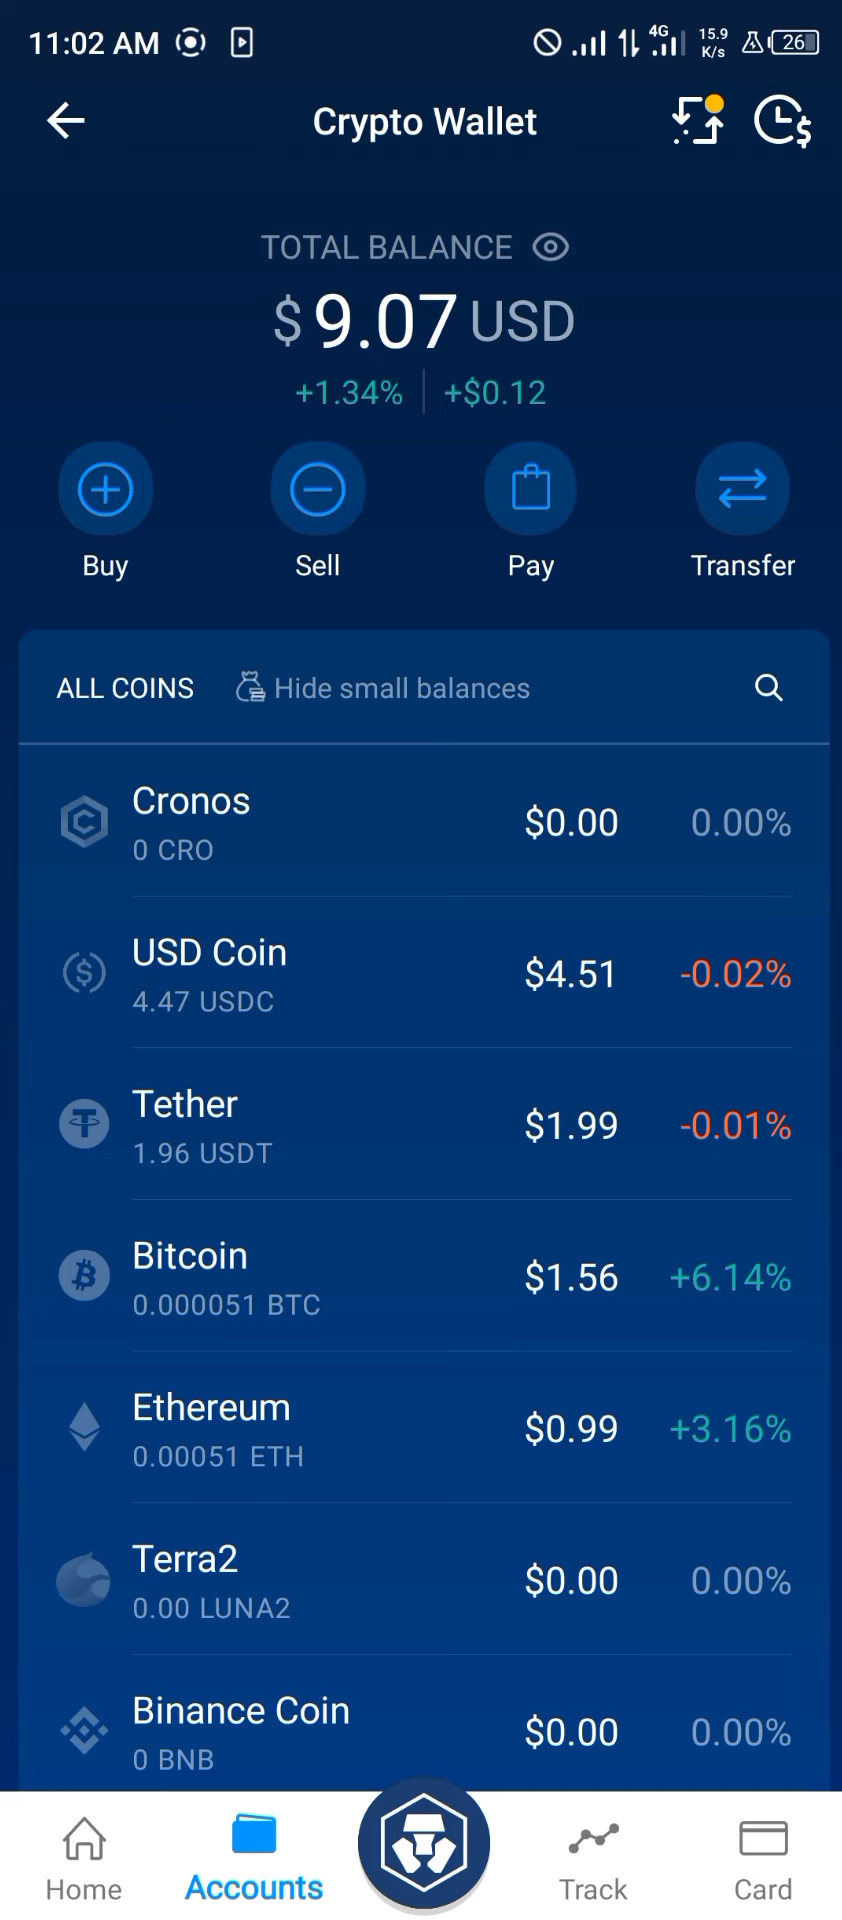 11:02 AM 4G 15.9 K/s 26
Crypto Wallet
TOTAL BALANCE
$ 9.07 USD
+1.34% +$0.12
Buy Sell Pay Transfer
ALL COINS Hide small balances
Cronos $0.00 0.00%
0 CRO
USD Coin $4.51 -0.02%
4.47 USDC
Tether $1.99 -0.01%
1.96 USDT
Bitcoin $1.56 +6.14%
0.000051 BTC
Ethereum $0.99 +3.16%
0.00051 ETH
Terra2 $0.00 0.00%
0.00 LUNA2
Binance Coin $0.00 0.00%
0 BNB
Home Accounts Track Card